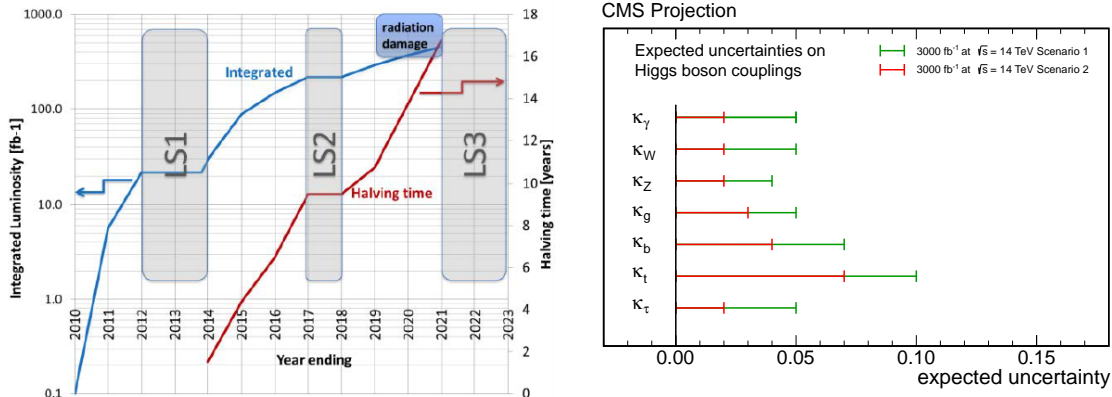 1000.0
100.0
10.0
1.0
0.1
Integrated Luminosity [fb-1]
2010
2011
2012
2013
2014
2015
2016
2017
2018
2019
2020
2021
2022
2023
Year ending
18
16
14
12
10
8
6
4
2
0
Halving time [years]
radiation
damage
Integrated
LS1
LS2
LS3
Halving time
CMS Projection
Expected uncertainties on
Higgs boson couplings
3000 fb⁻¹ at √s = 14 TeV Scenario 1
3000 fb⁻¹ at √s = 14 TeV Scenario 2
κγ
κW
κZ
κg
κb
κt
κτ
0.00 0.05 0.10 0.15
expected uncertainty